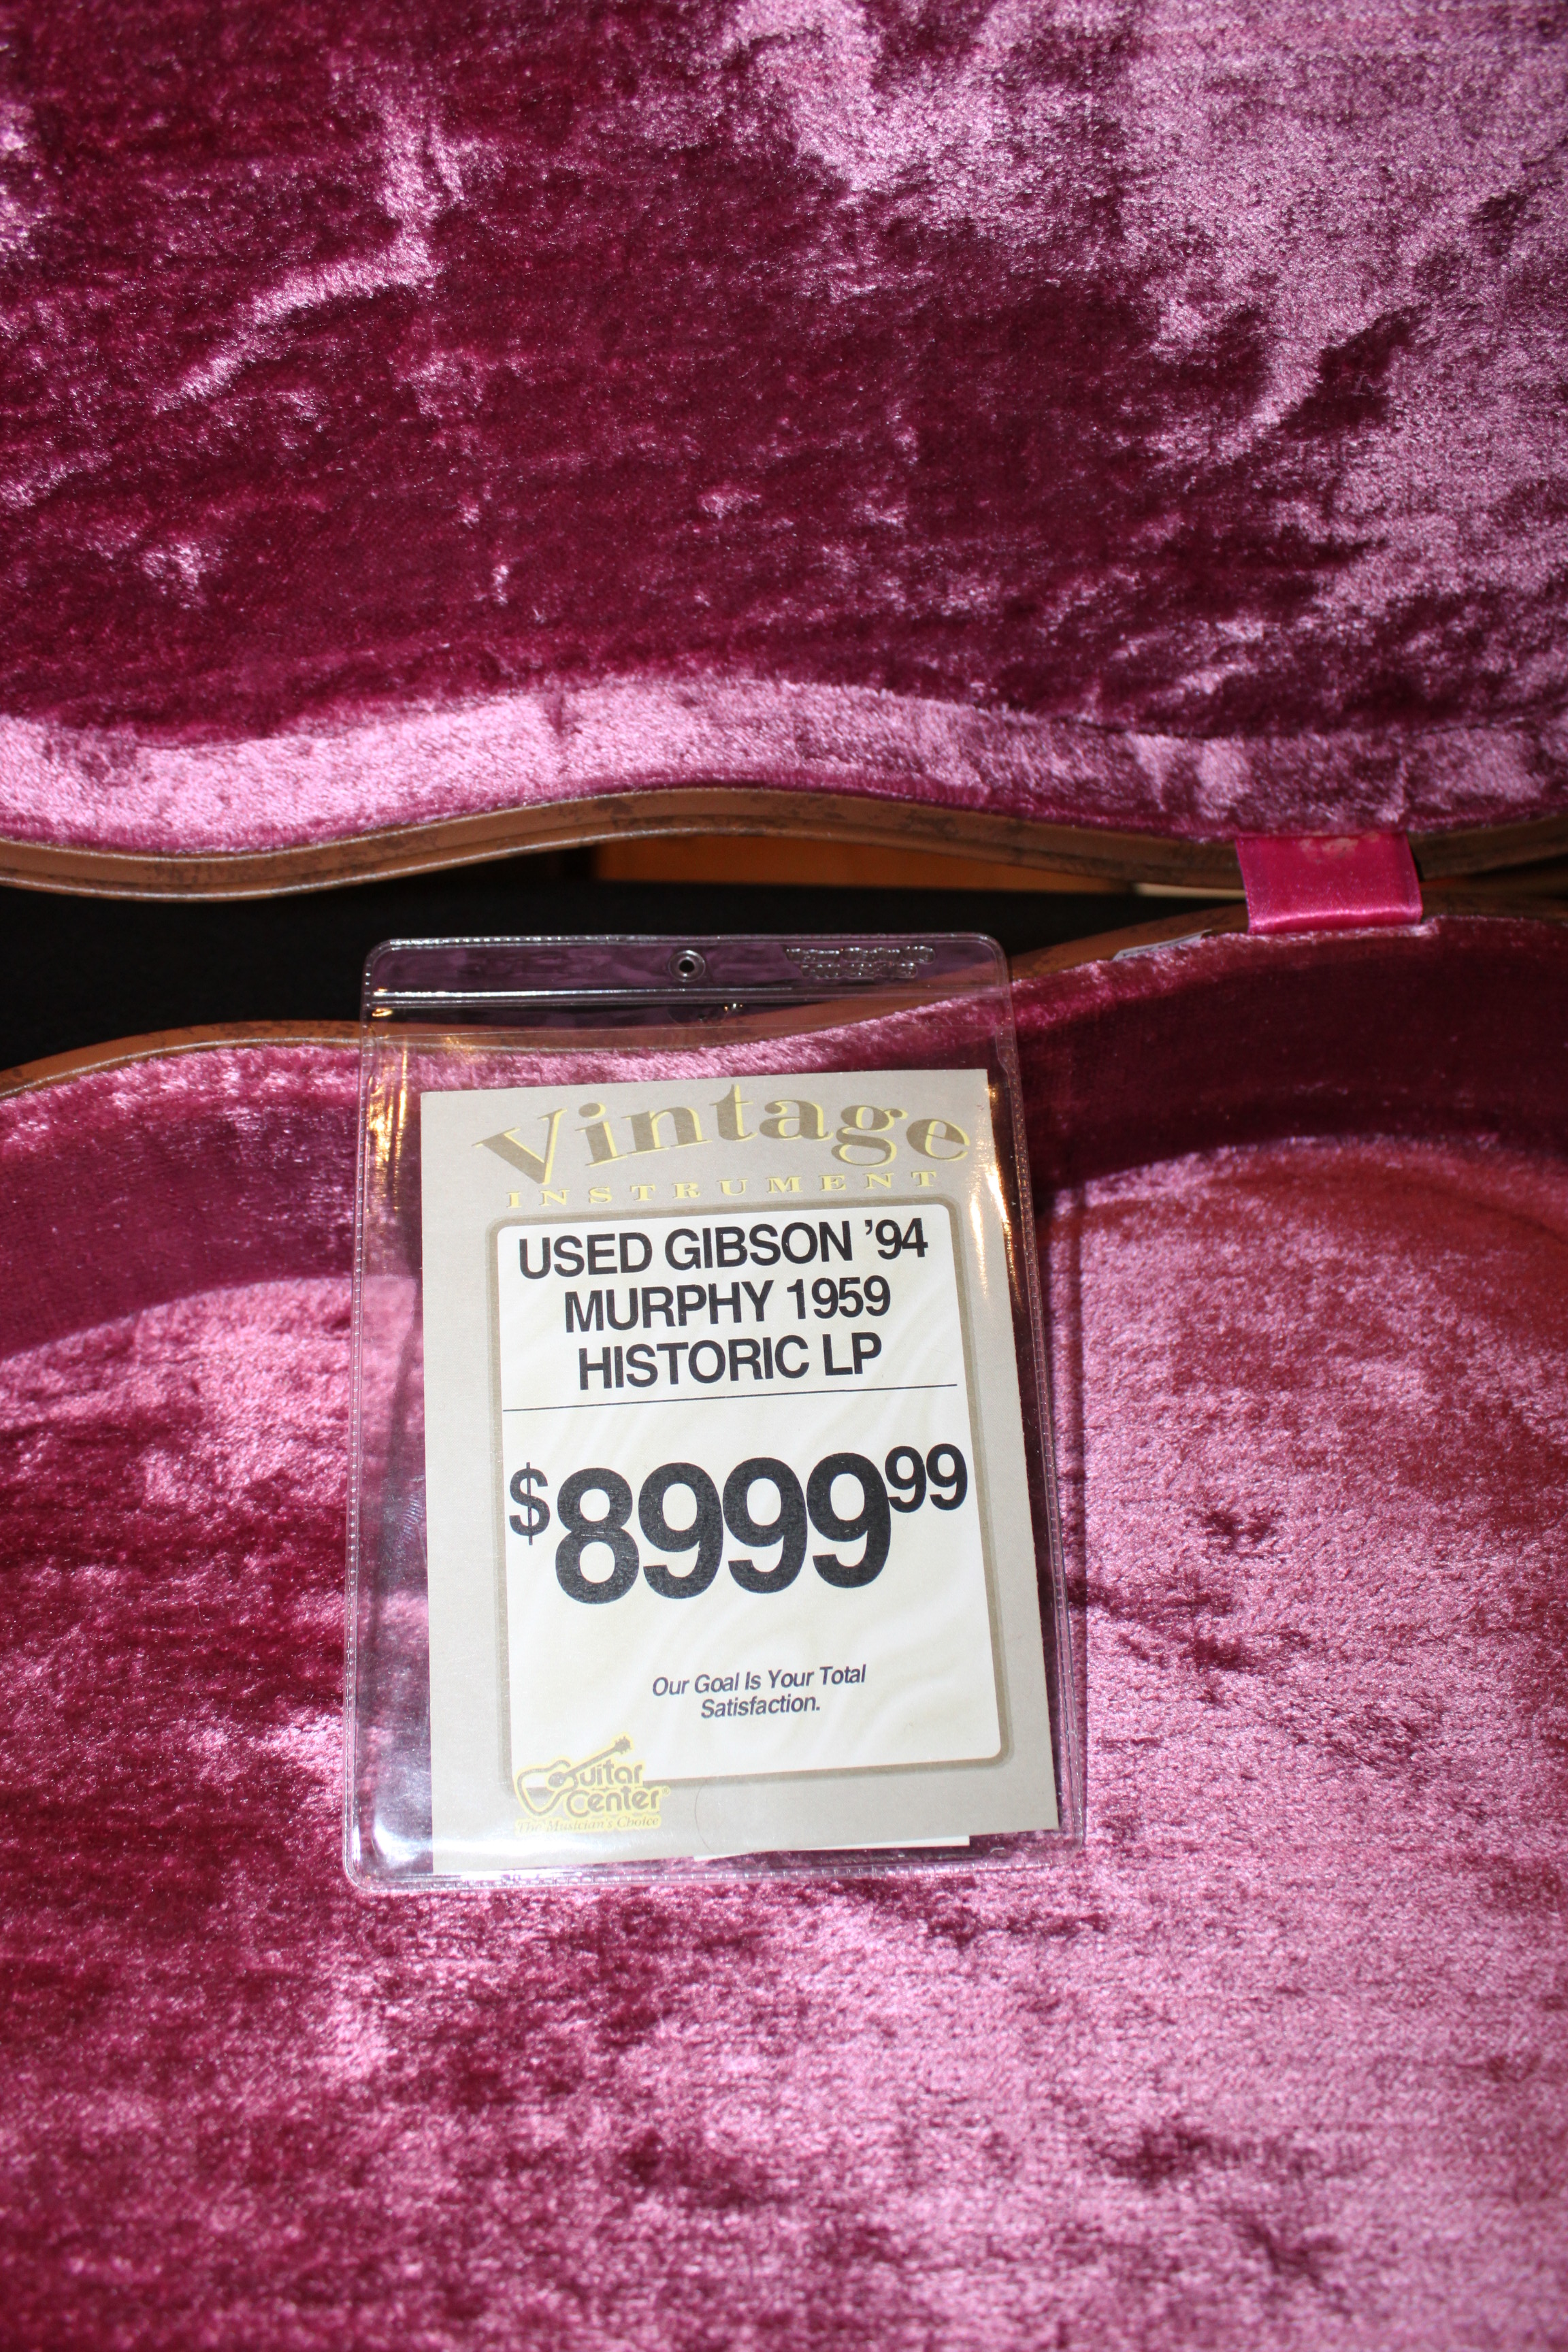 Vintage
INSTRUMENT
USED GIBSON '94
MURPHY 1959
HISTORIC LP
$8999 99
Our Goal Is Your Total
Satisfaction.
Guitar
Center
The Musician's Choice